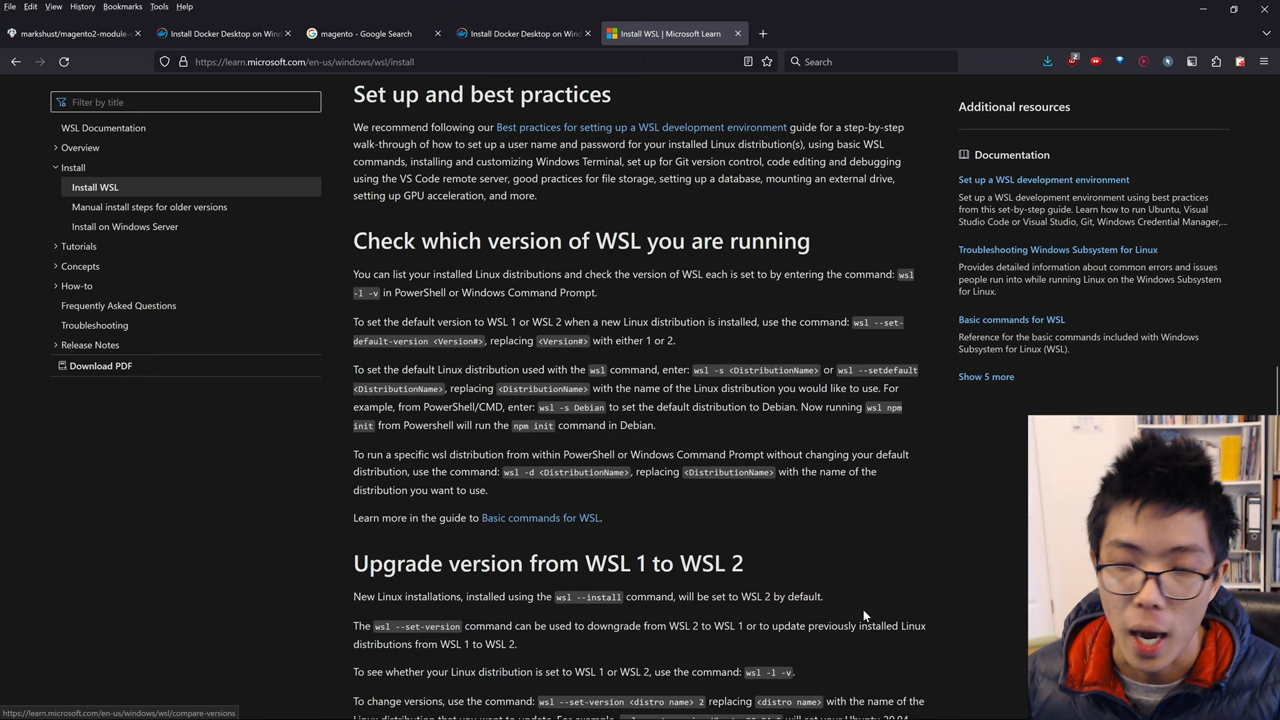 File Edit View History Bookmarks Tools Help
markshust/magento2-module-
Install Docker Desktop on Win
magento - Google Search
Install Docker Desktop on Win
Install WSL | Microsoft Learn
https://learn.microsoft.com/en-us/windows/wsl/install
Search
2
Filter by title
WSL Documentation
Overview
Install
Install WSL
Manual install steps for older versions
Install on Windows Server
Tutorials
Concepts
How-to
Frequently Asked Questions
Troubleshooting
Release Notes
Download PDF
Set up and best practices
We recommend following our Best practices for setting up a WSL development environment guide for a step-by-step
walk-through of how to set up a user name and password for your installed Linux distribution(s), using basic WSL
commands, installing and customizing Windows Terminal, set up for Git version control, code editing and debugging
using the VS Code remote server, good practices for file storage, setting up a database, mounting an external drive,
setting up GPU acceleration, and more.
Check which version of WSL you are running
You can list your installed Linux distributions and check the version of WSL each is set to by entering the command: wsl
-l -v in PowerShell or Windows Command Prompt.
To set the default version to WSL 1 or WSL 2 when a new Linux distribution is installed, use the command: wsl --set-
default-version <Version#>, replacing <Version#> with either 1 or 2.
To set the default Linux distribution used with the wsl command, enter: wsl -s <DistributionName> or wsl --setdefault
<DistributionName>, replacing <DistributionName> with the name of the Linux distribution you would like to use. For
example, from PowerShell/CMD, enter: wsl -s Debian to set the default distribution to Debian. Now running wsl npm
init from Powershell will run the npm init command in Debian.
To run a specific wsl distribution from within PowerShell or Windows Command Prompt without changing your default
distribution, use the command: wsl -d <DistributionName>, replacing <DistributionName> with the name of the
distribution you want to use.
Learn more in the guide to Basic commands for WSL.
Upgrade version from WSL 1 to WSL 2
New Linux installations, installed using the wsl --install command, will be set to WSL 2 by default.
The wsl --set-version command can be used to downgrade from WSL 2 to WSL 1 or to update previously installed Linux
distributions from WSL 1 to WSL 2.
To see whether your Linux distribution is set to WSL 1 or WSL 2, use the command: wsl -l -v.
To change versions, use the command: wsl --set-version <distro name> 2 replacing <distro name> with the name of the
Additional resources
Documentation
Set up a WSL development environment
Set up a WSL development environment using best practices
from this set-by-step guide. Learn how to run Ubuntu, Visual
Studio Code or Visual Studio, Git, Windows Credential Manager,...
Troubleshooting Windows Subsystem for Linux
Provides detailed information about common errors and issues
people run into while running Linux on the Windows Subsystem
for Linux.
Basic commands for WSL
Reference for the basic commands included with Windows
Subsystem for Linux (WSL).
Show 5 more
https://learn.microsoft.com/en-us/windows/wsl/compare-versions